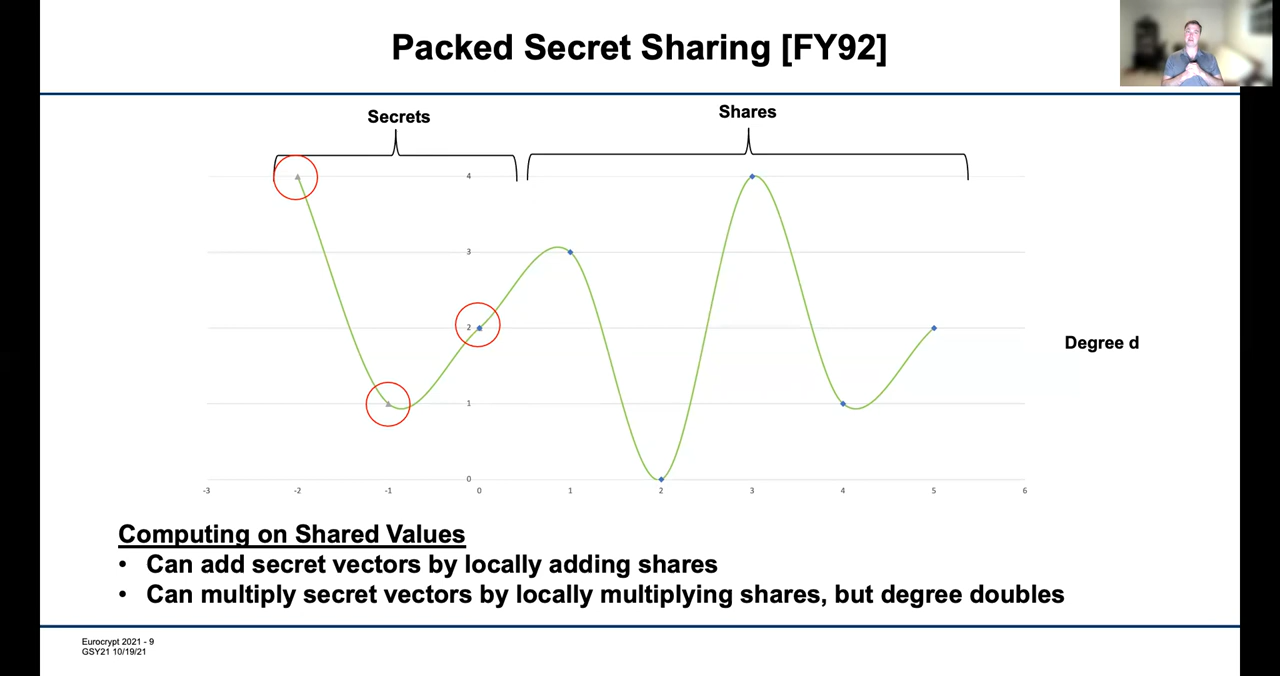 Packed Secret Sharing [FY92]
Secrets
Shares
4
3
2
1
0
-3 -2 -1 0 1 2 3 4 5 6
Degree d
Computing on Shared Values
• Can add secret vectors by locally adding shares
• Can multiply secret vectors by locally multiplying shares, but degree doubles
Eurocrypt 2021 - 9
GSY21 10/19/21